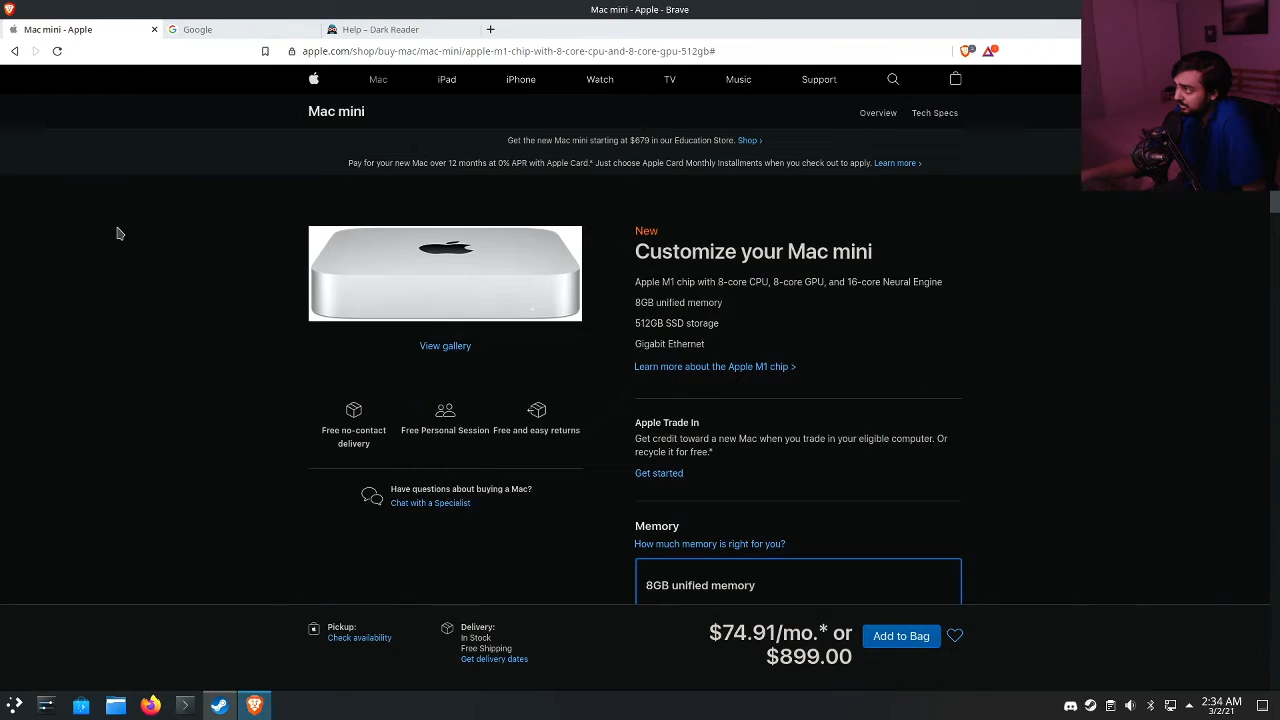 Mac mini - Brave
Mac mini - Apple
Google
Help – Dark Reader
apple.com/shop/buy-mac/mac-mini/apple-m1-chip-with-8-core-cpu-and-8-core-gpu-512gb#
Mac
iPad
iPhone
Watch
TV
Music
Support
Mac mini
Overview
Tech Specs
Get the new Mac mini starting at $679 in our Education Store. Shop ›
Pay for your new Mac over 12 months at 0% APR with Apple Card.* Just choose Apple Card Monthly Installments when you check out to apply. Learn more ›
New
Customize your Mac mini
Apple M1 chip with 8-core CPU, 8-core GPU, and 16-core Neural Engine
8GB unified memory
512GB SSD storage
Gigabit Ethernet
Learn more about the Apple M1 chip >
View gallery
Free no-contact
delivery
Free Personal Session
Free and easy returns
Have questions about buying a Mac?
Chat with a Specialist
Apple Trade In
Get credit toward a new Mac when you trade in your eligible computer. Or
recycle it for free.*
Get started
Memory
How much memory is right for you?
8GB unified memory
Pickup:
Check availability
Delivery:
In Stock
Free Shipping
Get delivery dates
$74.91/mo.* or
$899.00
Add to Bag
2:34 AM
3/2/21